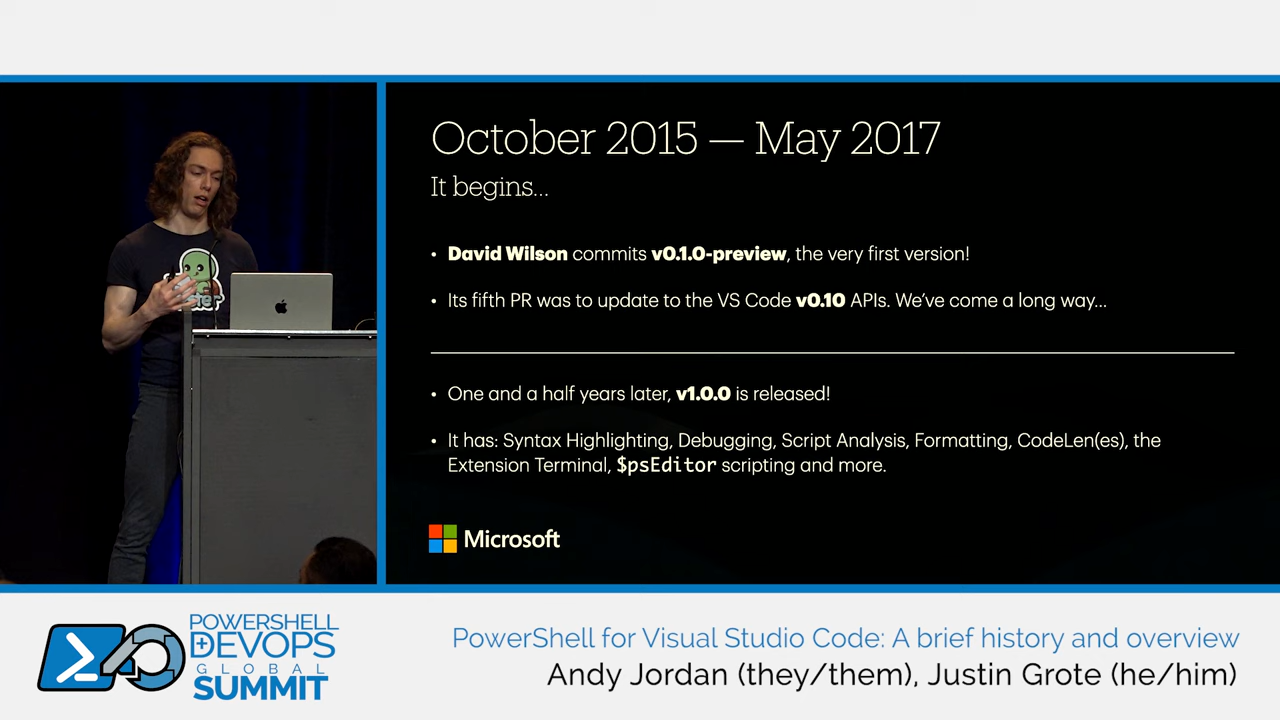 October 2015 — May 2017
It begins...
• David Wilson commits v0.1.0-preview, the very first version!
• Its fifth PR was to update to the VS Code v0.10 APIs. We've come a long way...
• One and a half years later, v1.0.0 is released!
• It has: Syntax Highlighting, Debugging, Script Analysis, Formatting, CodeLen(es), the
Extension Terminal, $psEditor scripting and more.
Microsoft
POWERSHELL
+DEVOPS
GLOBAL
SUMMIT
PowerShell for Visual Studio Code: A brief history and overview
Andy Jordan (they/them), Justin Grote (he/him)